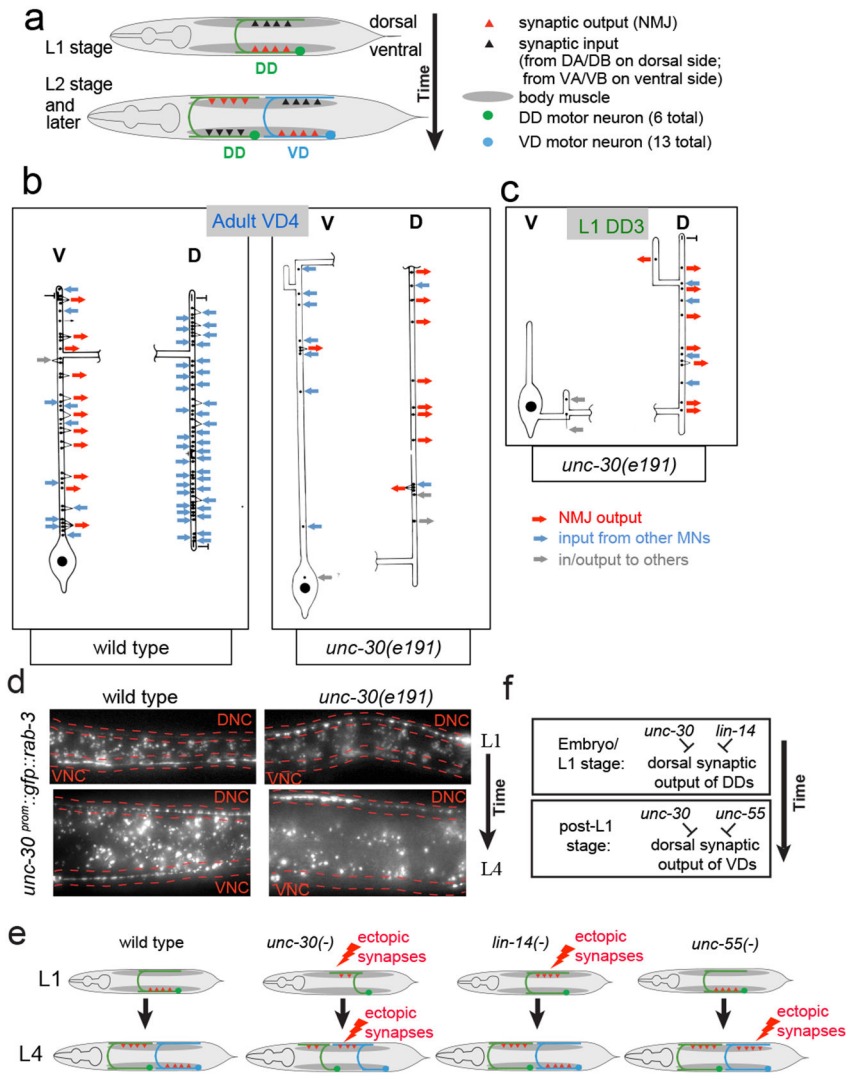 a
L1 stage
dorsal
ventral
DD
L2 stage
and
later
DD
VD
Time
synaptic output (NMJ)
synaptic input
(from DA/DB on dorsal side;
from VA/VB on ventral side)
body muscle
DD motor neuron (6 total)
VD motor neuron (13 total)
b
Adult VD4
V
D
V
D
wild type
unc-30(e191)
c
L1 DD3
V
D
unc-30(e191)
NMJ output
input from other MNs
in/output to others
d
wild type
unc-30(e191)
unc-30 prom::gfp::rab-3
DNC
VNC
DNC
VNC
DNC
VNC
DNC
VNC
L1
Time
L4
f
Embryo/
L1 stage:
unc-30
lin-14
dorsal synaptic
output of DDs
post-L1
stage:
unc-30
unc-55
dorsal synaptic
output of VDs
Time
e
wild type
unc-30(-)
ectopic
synapses
lin-14(-)
ectopic
synapses
unc-55(-)
L1
ectopic
synapses
ectopic
synapses
L4